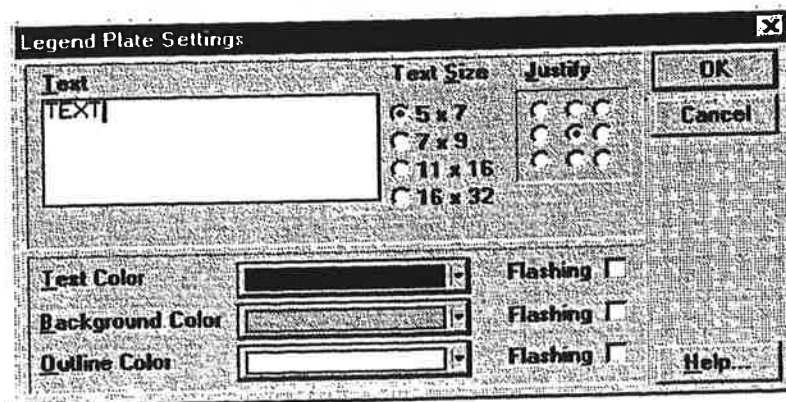 Legend Plate Settings
Text
TEXT
Text Size
5 x 7
7 x 9
11 x 16
16 x 32
Justify
OK
Cancel
Text Color
Flashing
Background Color
Flashing
Outline Color
Flashing
Help...